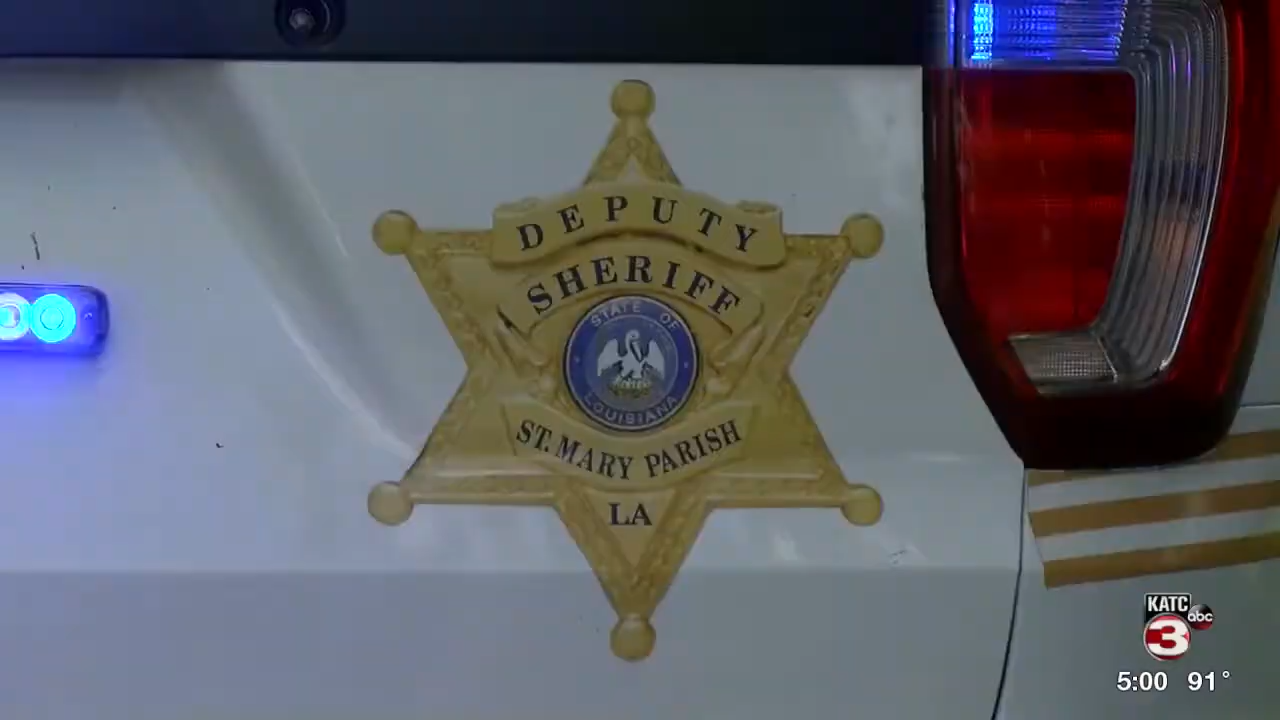 DEPUTY
SHERIFF
STATE OF
LOUISIANA
ST. MARY PARISH
LA
KATC
abc
3
5:00 91°